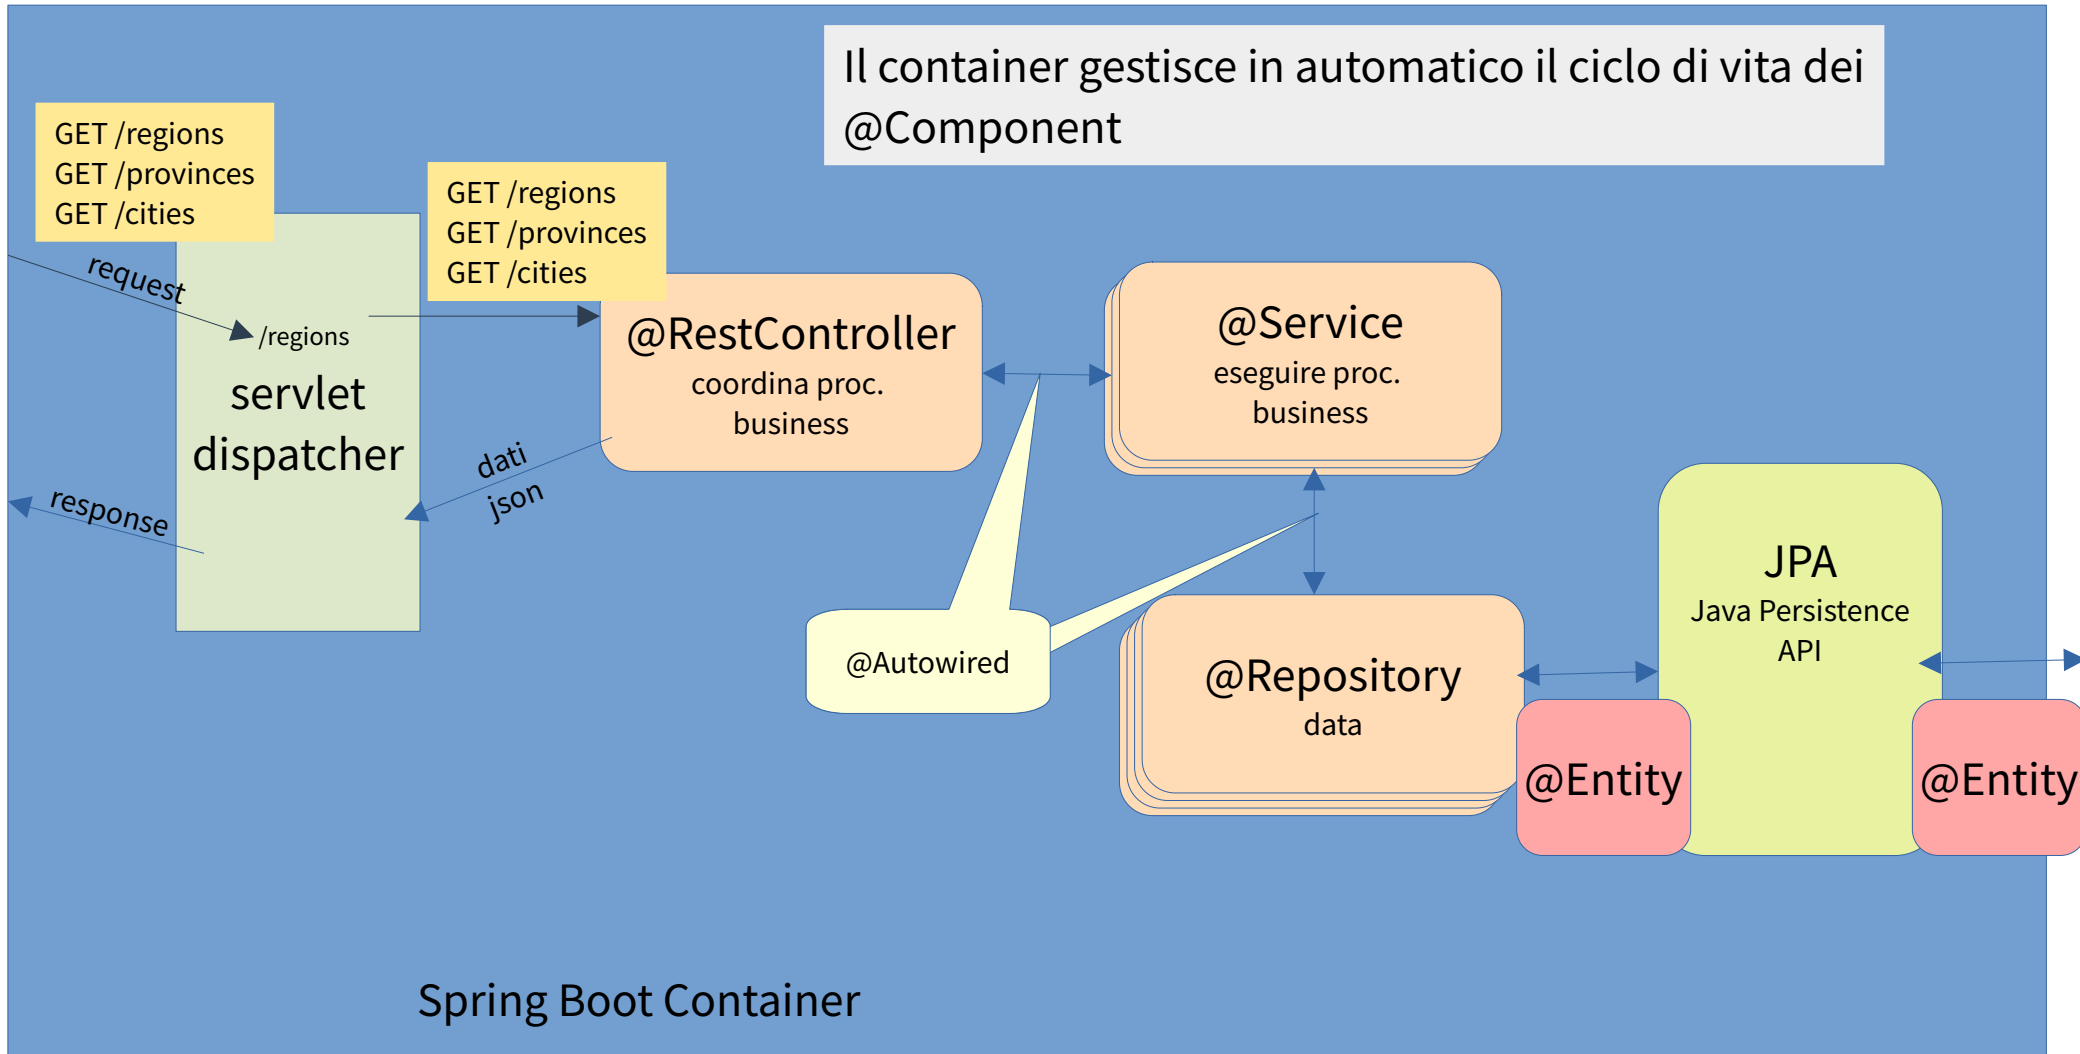 Il container gestisce in automatico il ciclo di vita dei
@Component
GET /regions
GET /provinces
GET /cities
GET /regions
GET /provinces
GET /cities
request
/regions
servlet
dispatcher
response
dati
json
@RestController
coordina proc.
business
@Service
eseguire proc.
business
@Autowired
@Repository
data
JPA
Java Persistence
API
@Entity
@Entity
Spring Boot Container